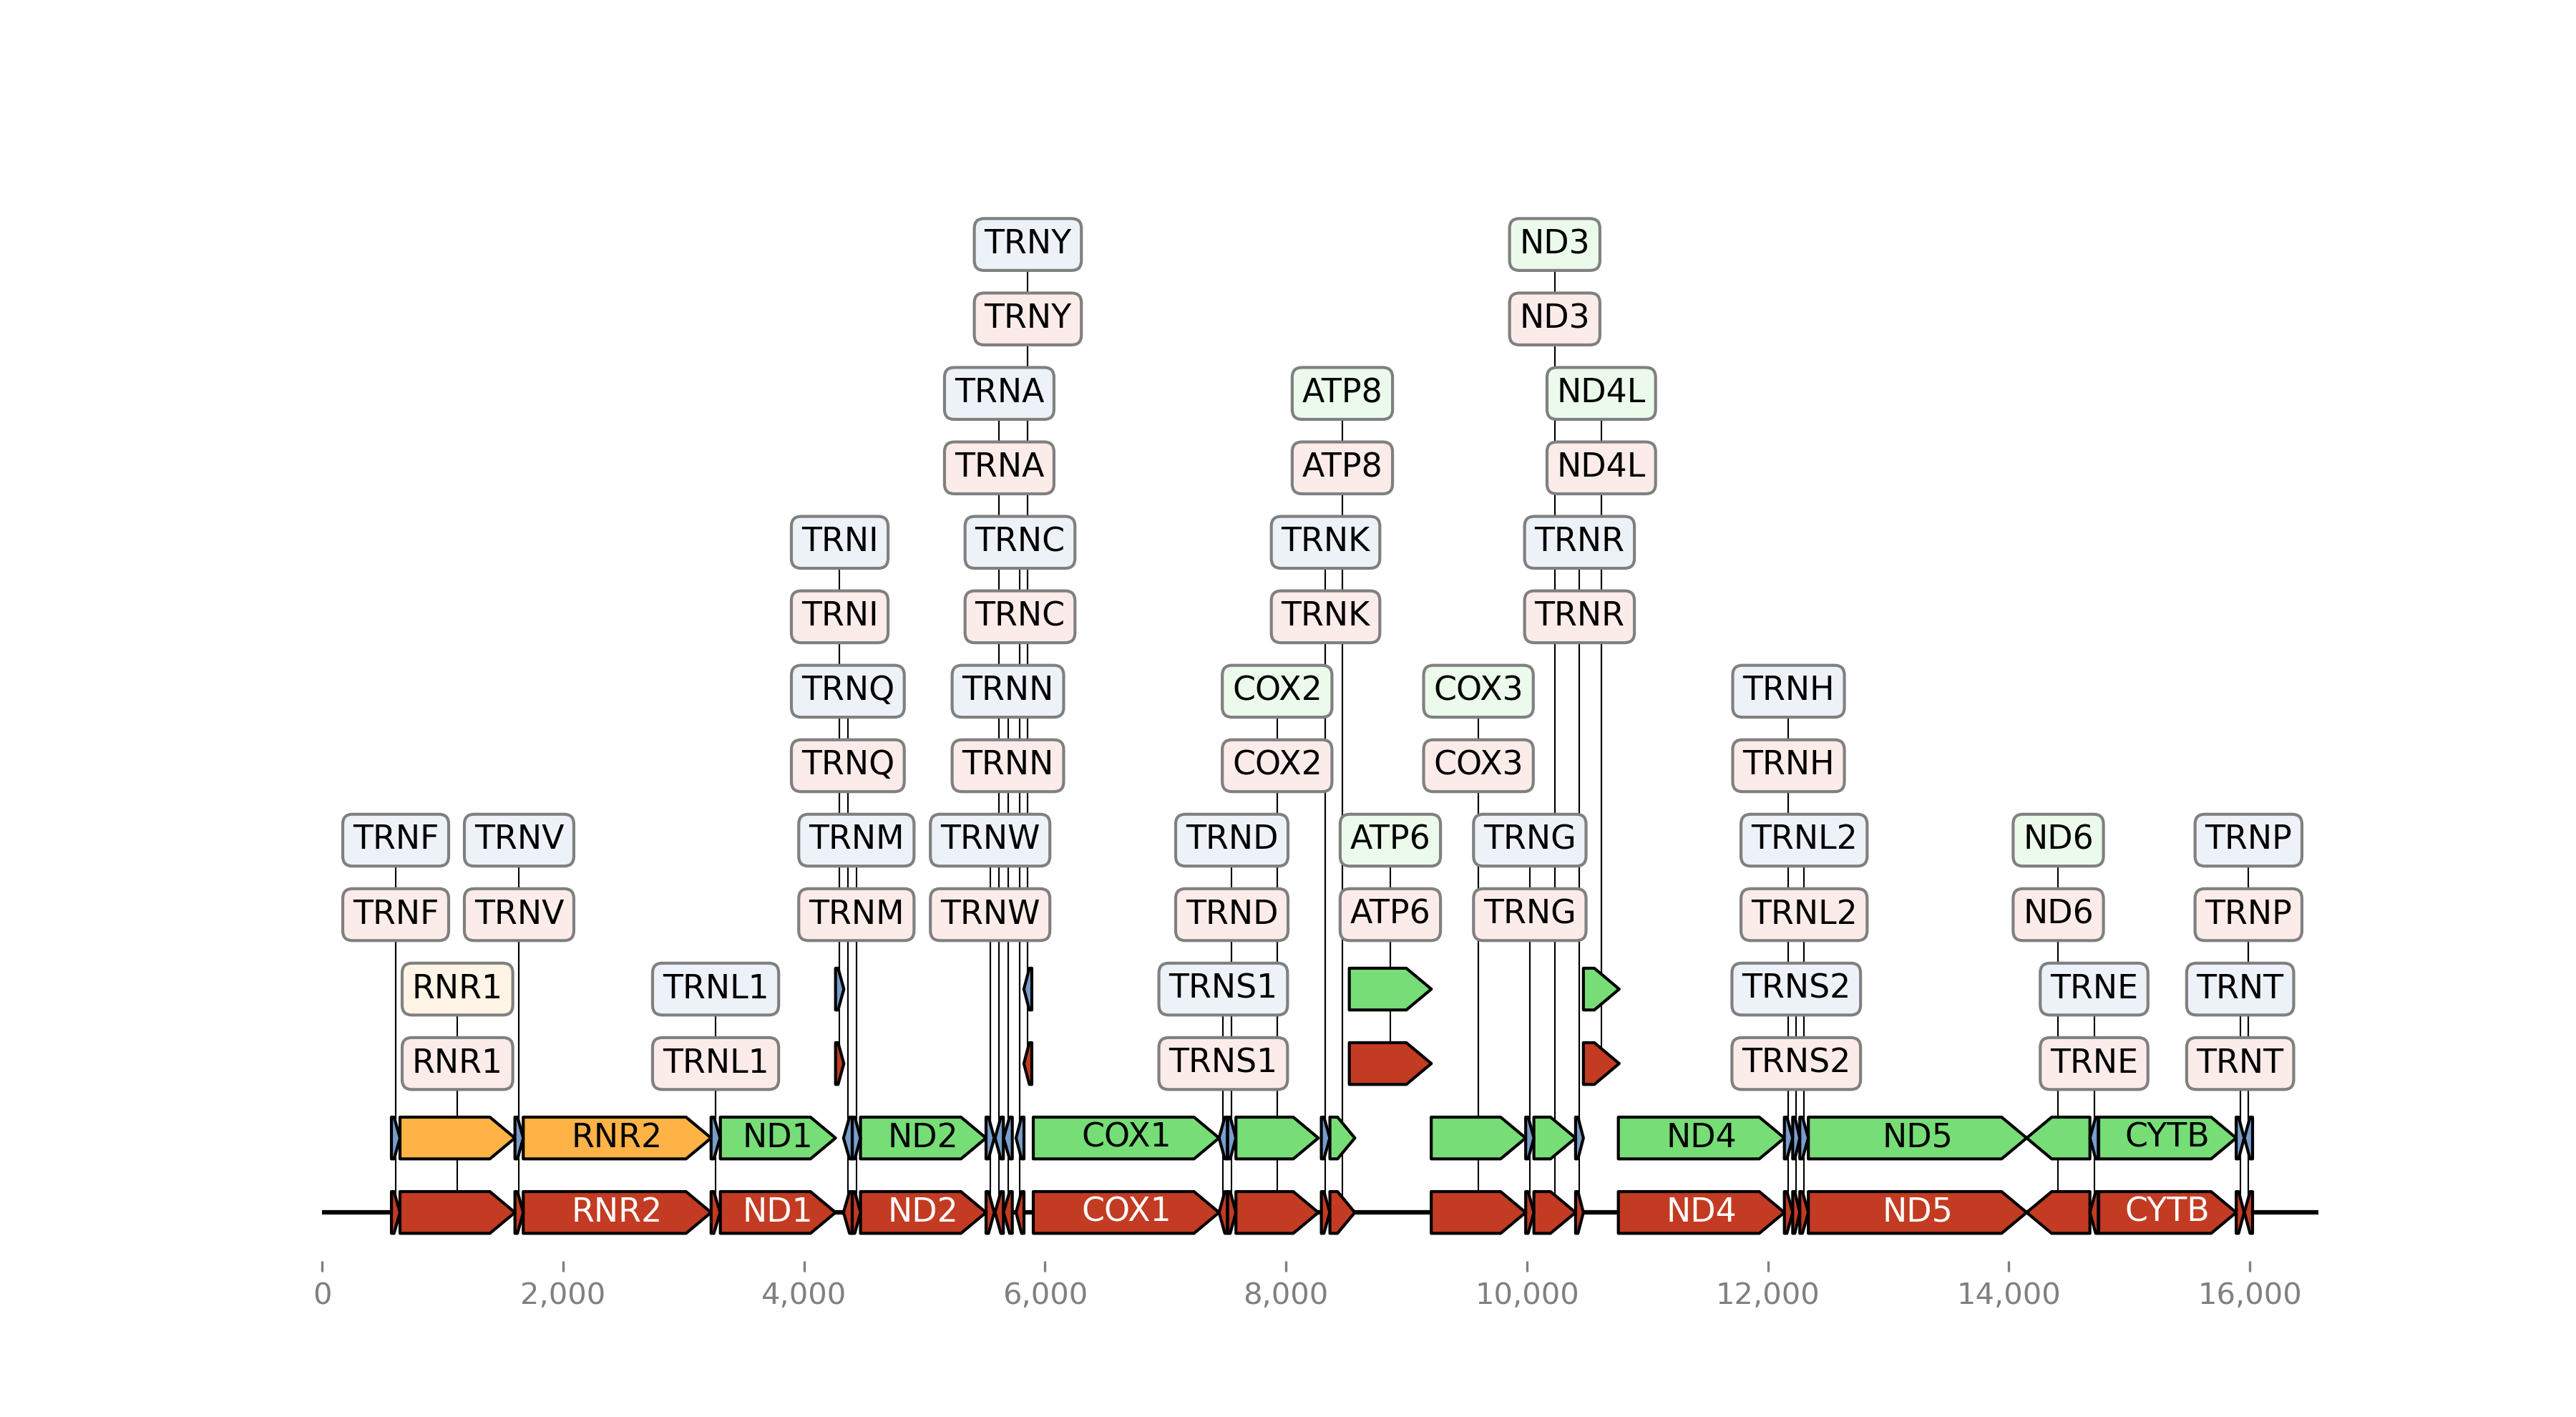 TRNY
ND3
TRNY
ND3
TRNA
ATP8
ND4L
TRNA
ATP8
ND4L
TRNI
TRNC
TRNK
TRNR
TRNI
TRNC
TRNK
TRNR
TRNQ
TRNN
COX2
COX3
TRNH
TRNQ
TRNN
COX2
COX3
TRNH
TRNF
TRNV
TRNM
TRNW
TRND
ATP6
TRNG
TRNL2
ND6
TRNP
TRNF
TRNV
TRNM
TRNW
TRND
ATP6
TRNG
TRNL2
ND6
TRNP
RNR1
TRNL1
TRNS1
TRNS2
TRNE
TRNT
RNR1
TRNL1
TRNS1
TRNS2
TRNE
TRNT
RNR2
ND1
ND2
COX1
ND4
ND5
CYTB
RNR2
ND1
ND2
COX1
ND4
ND5
CYTB
0
2,000
4,000
6,000
8,000
10,000
12,000
14,000
16,000